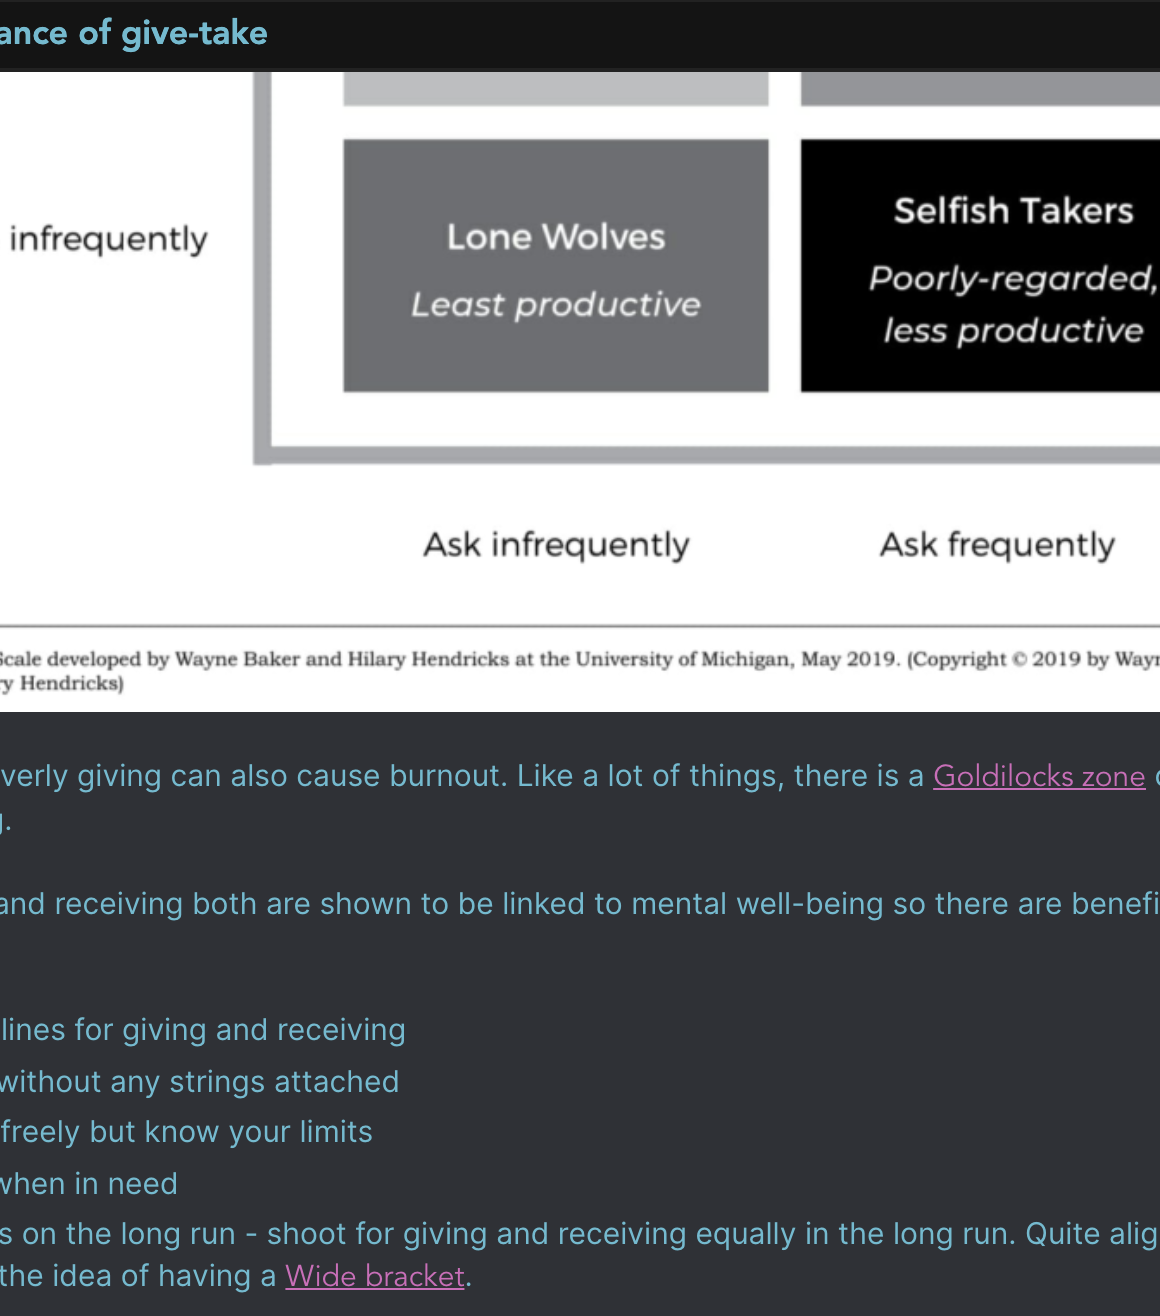 ance of give-take
Lone Wolves
Least productive
Selfish Takers
Poorly-regarded,
less productive
infrequently
Ask infrequently
Ask frequently
Scale developed by Wayne Baker and Hilary Hendricks at the University of Michigan, May 2019. (Copyright © 2019 by Wayn
ry Hendricks)
verly giving can also cause burnout. Like a lot of things, there is a Goldilocks zone
g.
and receiving both are shown to be linked to mental well-being so there are benefi
lines for giving and receiving
without any strings attached
freely but know your limits
when in need
s on the long run - shoot for giving and receiving equally in the long run. Quite alig
the idea of having a Wide bracket.